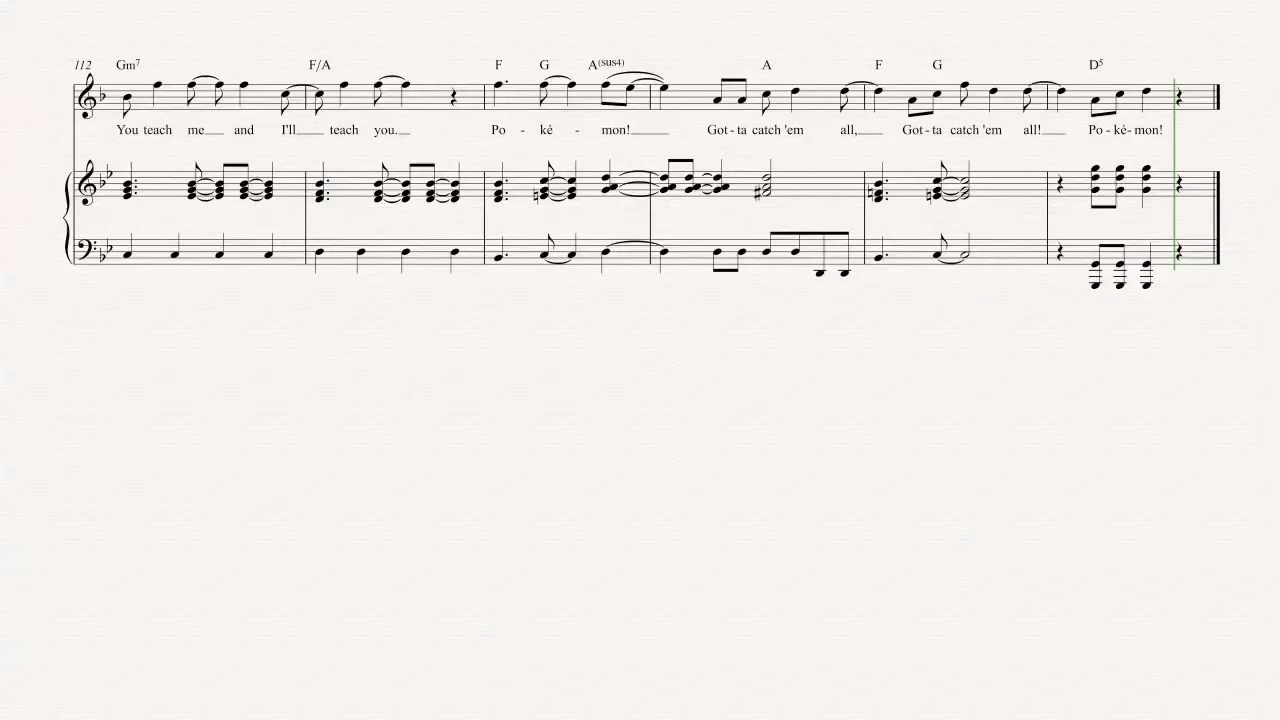 112 Gm7 F/A F G A(sus4) A F G D5
You teach me and I'll teach you. Po - ké - mon! Got - ta catch 'em all, Got - ta catch 'em all! Po - ké - mon!